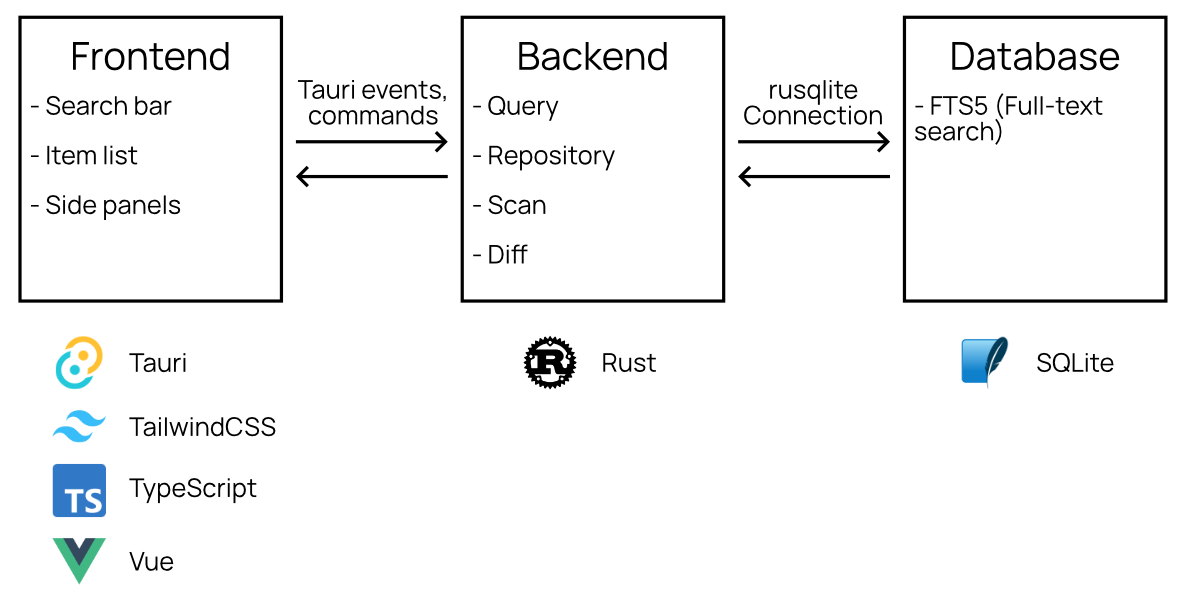 Frontend
- Search bar
- Item list
- Side panels
Tauri events,
commands
Backend
- Query
- Repository
- Scan
- Diff
rusqlite
Connection
Database
- FTS5 (Full-text
search)
Tauri
TailwindCSS
TS
TypeScript
Vue
R
Rust
SQLite